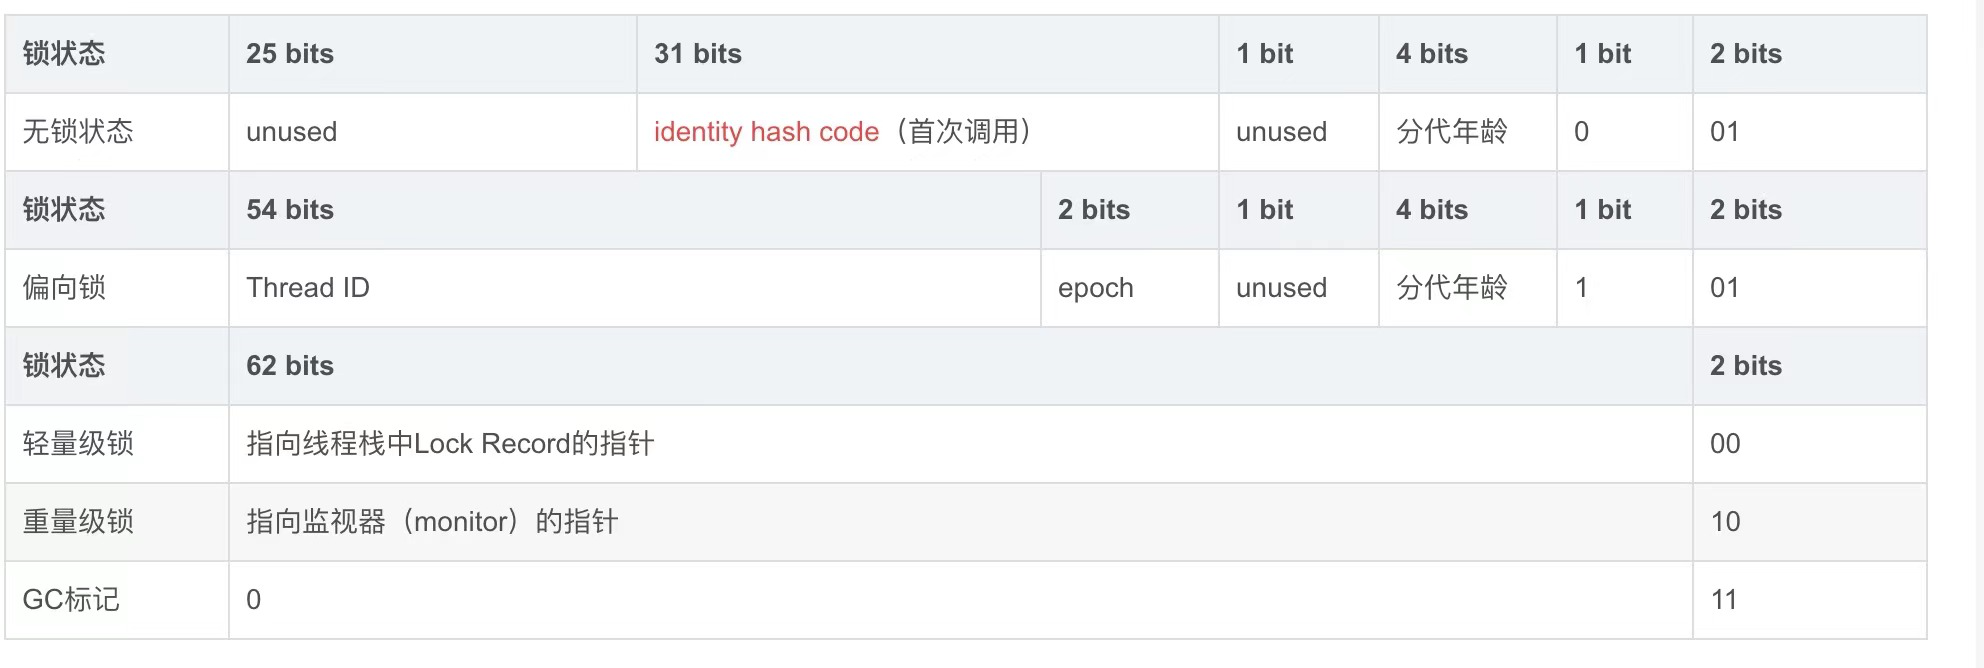 锁状态 25 bits 31 bits 1 bit 4 bits 1 bit 2 bits
无锁状态 unused identity hash code（首次调用） unused 分代年龄 0 01
锁状态 54 bits 2 bits 1 bit 4 bits 1 bit 2 bits
偏向锁 Thread ID epoch unused 分代年龄 1 01
锁状态 62 bits 2 bits
轻量级锁 指向线程栈中Lock Record的指针 00
重量级锁 指向监视器（monitor）的指针 10
GC标记 0 11